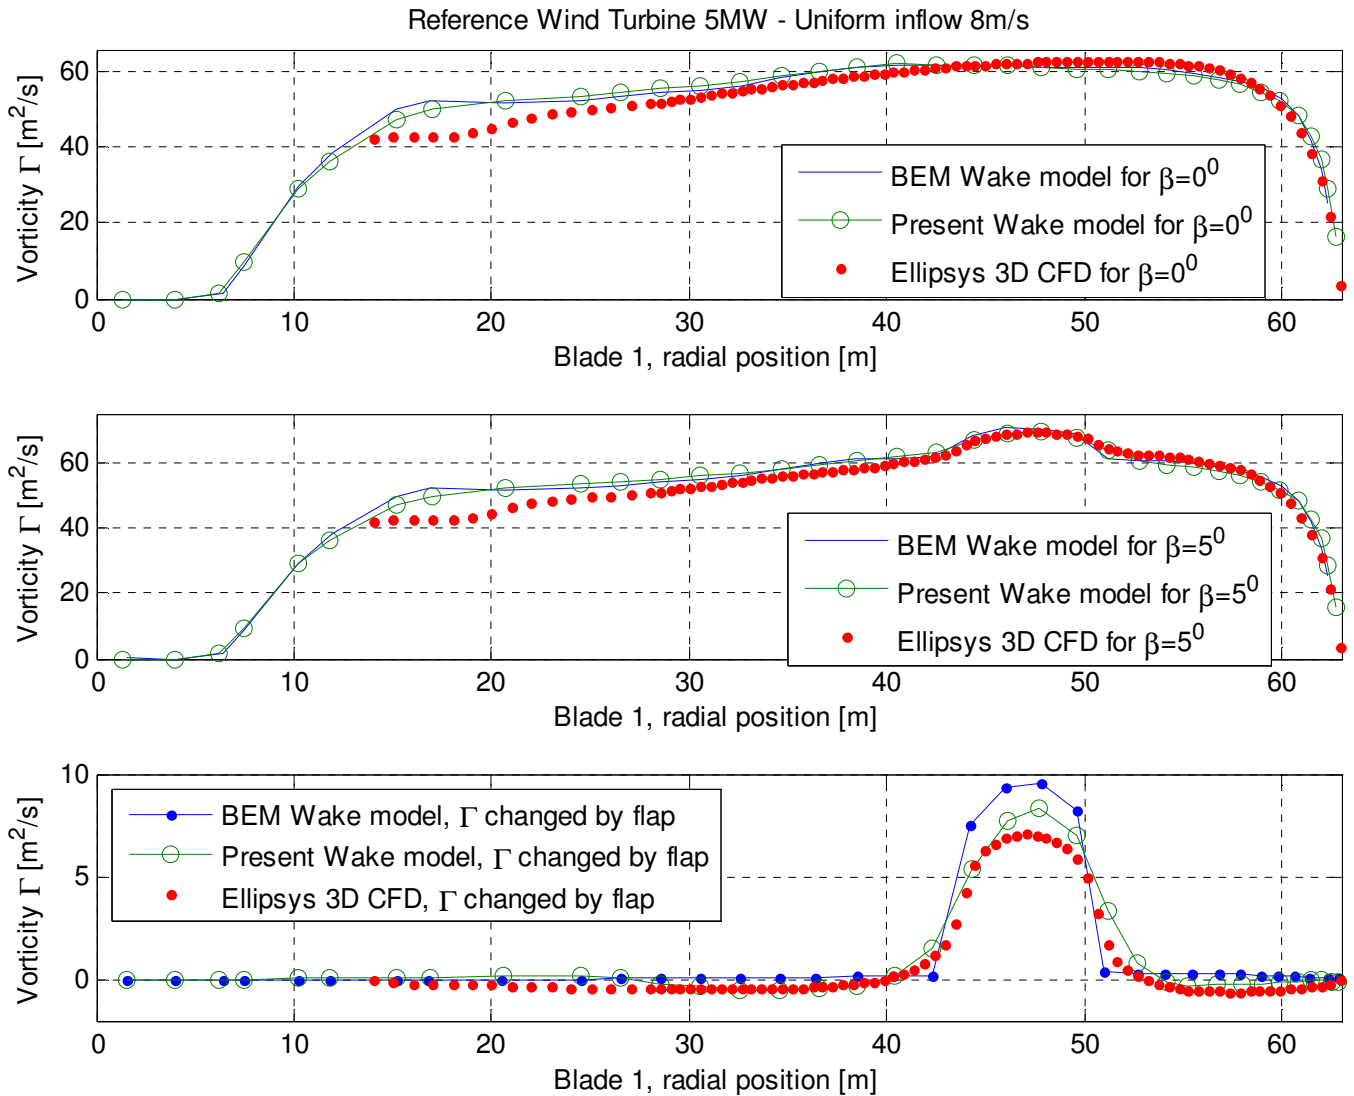 Reference Wind Turbine 5MW - Uniform inflow 8m/s
Vorticity Γ [m²/s]
60
40
20
0
BEM Wake model for β=0⁰
Present Wake model for β=0⁰
Ellipsys 3D CFD for β=0⁰
0 10 20 30 40 50 60
Blade 1, radial position [m]
Vorticity Γ [m²/s]
60
40
20
0
BEM Wake model for β=5⁰
Present Wake model for β=5⁰
Ellipsys 3D CFD for β=5⁰
0 10 20 30 40 50 60
Blade 1, radial position [m]
Vorticity Γ [m²/s]
10
5
0
BEM Wake model, Γ changed by flap
Present Wake model, Γ changed by flap
Ellipsys 3D CFD, Γ changed by flap
0 10 20 30 40 50 60
Blade 1, radial position [m]